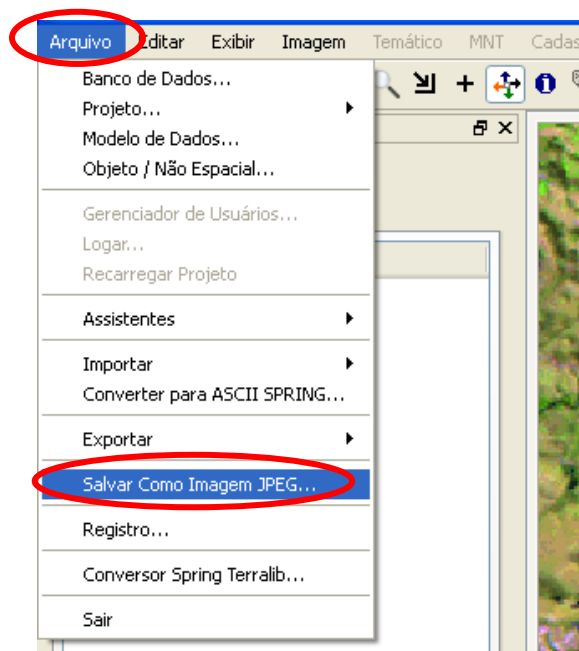 Arquivo Editar Exibir Imagem Temático MNT Cadas
Banco de Dados...
Projeto...
Modelo de Dados...
Objeto / Não Espacial...
Gerenciador de Usuários...
Logar...
Recarregar Projeto
Assistentes
Importar
Converter para ASCII SPRING...
Exportar
Salvar Como Imagem JPEG...
Registro...
Conversor Spring Terralib...
Sair